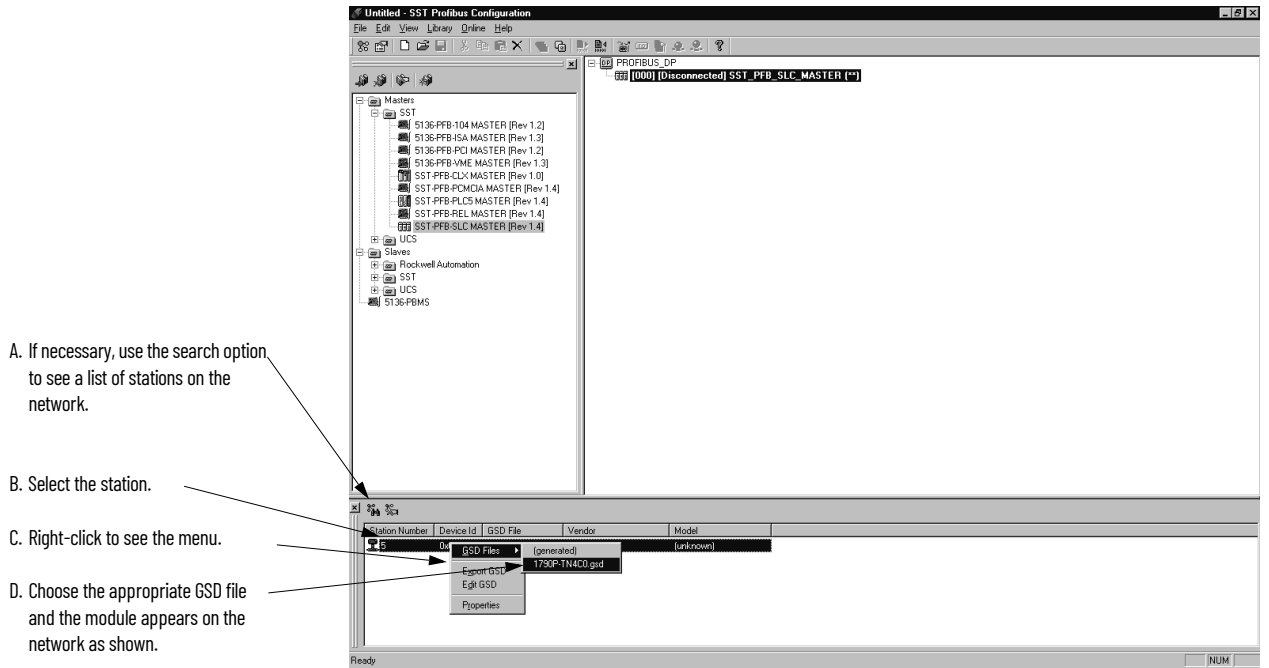 Untitled - SST Profibus Configuration
File Edit View Library Online Help
Masters
SST
5136-PFB-104 MASTER [Rev 1.2]
5136-PFB-ISA MASTER [Rev 1.3]
5136-PFB-PCI MASTER [Rev 1.2]
5136-PFB-VME MASTER [Rev 1.3]
SST-PFB-CLX MASTER [Rev 1.0]
SST-PFB-PCMCIA MASTER [Rev 1.4]
SST-PFB-PLC5 MASTER [Rev 1.4]
SST-PFB-REL MASTER [Rev 1.4]
SST-PFB-SLC MASTER [Rev 1.4]
UCS
Slaves
Rockwell Automation
SST
UCS
5136-PBMS
DP PROFIBUS_DP
[000] [Disconnected] SST_PFB_SLC_MASTER (**)
A. If necessary, use the search option
to see a list of stations on the
network.
B. Select the station.
C. Right-click to see the menu.
D. Choose the appropriate GSD file
and the module appears on the
network as shown.
Station Number Device Id GSD File Vendor Model
5 0x (unknown)
GSD Files
Export GSD
Edit GSD
Properties
(generated)
1790P-TN4C0.gsd
Ready NUM